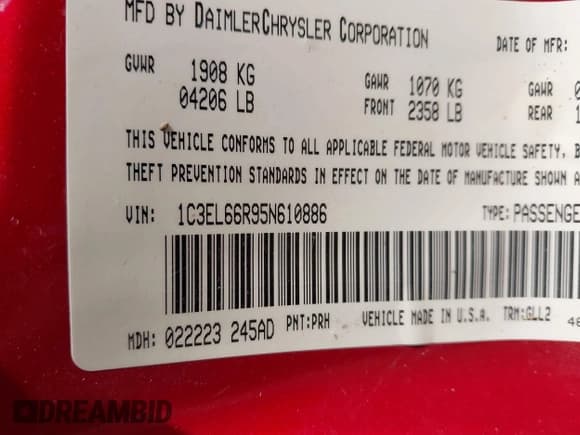 MFD BY DAIMLERCHRYSLER CORPORATION DATE OF MFR:
GVWR 1908 KG GAWR 1070 KG GAWR
04206 LB FRONT 2358 LB REAR
THIS VEHICLE CONFORMS TO ALL APPLICABLE FEDERAL MOTOR VEHICLE SAFETY, B
THEFT PREVENTION STANDARDS IN EFFECT ON THE DATE OF MANUFACTURE SHOWN A
VIN: 1C3EL66R95N610886 TYPE: PASSENGE
MDH: 022223 245AD PNT:PRH VEHICLE MADE IN U.S.A. TRM:GLL2
DREAMBID